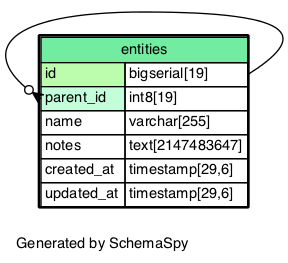 entities
id bigserial[19]
parent_id int8[19]
name varchar[255]
notes text[2147483647]
created_at timestamp[29,6]
updated_at timestamp[29,6]
Generated by SchemaSpy